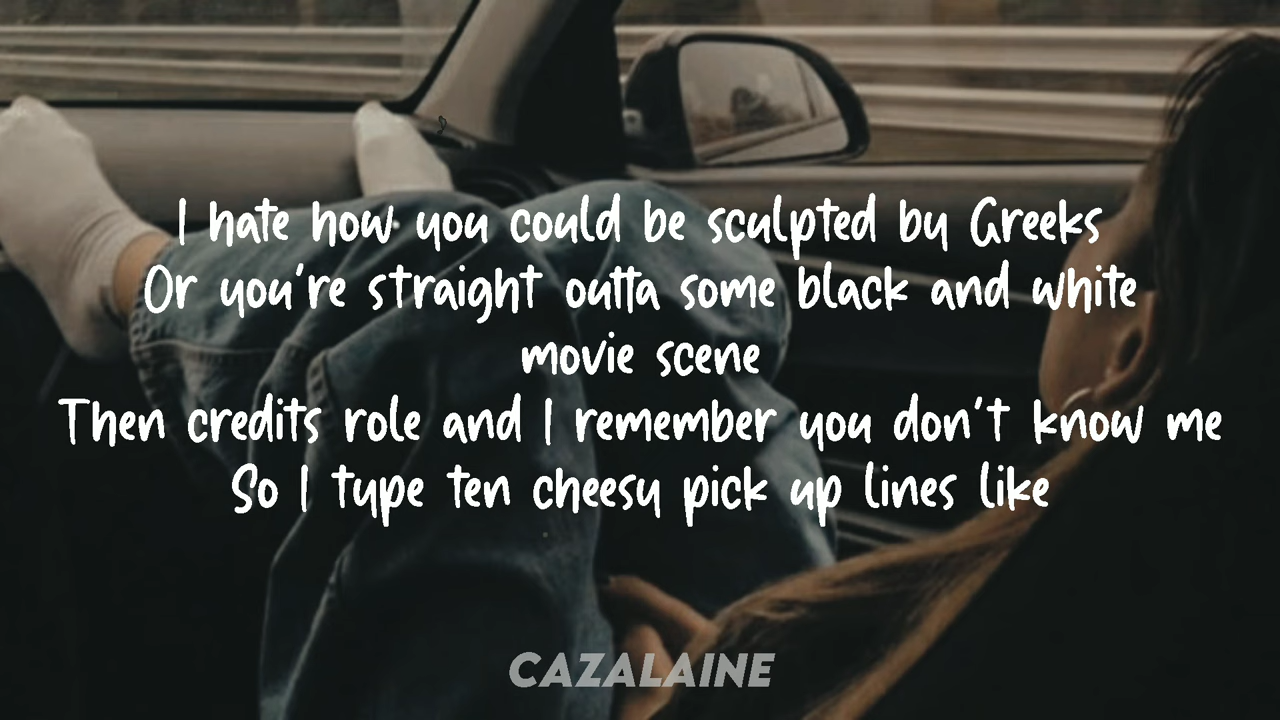 I hate how you could be sculpted by Greeks
Or you're straight outta some black and white
movie scene
Then credits role and I remember you don't know me
So I type ten cheesy pick up lines like
CAZALAINE